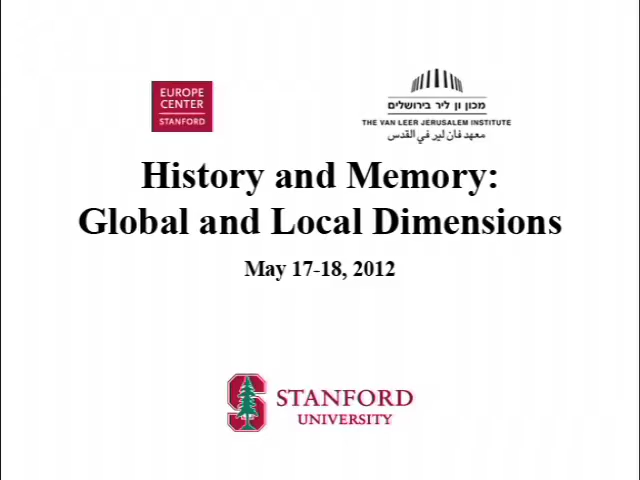 EUROPE
CENTER
STANFORD
מכון ון ליר בירושלים
THE VAN LEER JERUSALEM INSTITUTE
معهد فان لير في القدس
History and Memory:
Global and Local Dimensions
May 17-18, 2012
STANFORD
UNIVERSITY